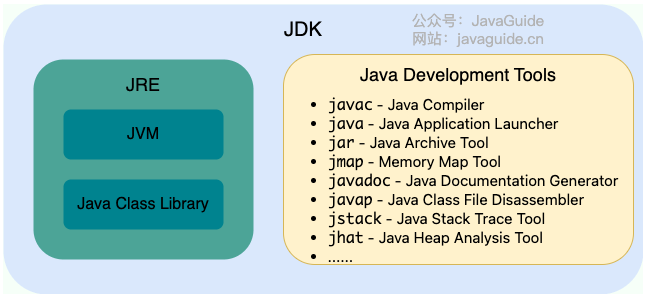 公众号：JavaGuide
网站：javaguide.cn
JDK
JRE
JVM
Java Class Library
Java Development Tools
• javac - Java Compiler
• java - Java Application Launcher
• jar - Java Archive Tool
• jmap - Memory Map Tool
• javadoc - Java Documentation Generator
• javap - Java Class File Disassembler
• jstack - Java Stack Trace Tool
• jhat - Java Heap Analysis Tool
• ......